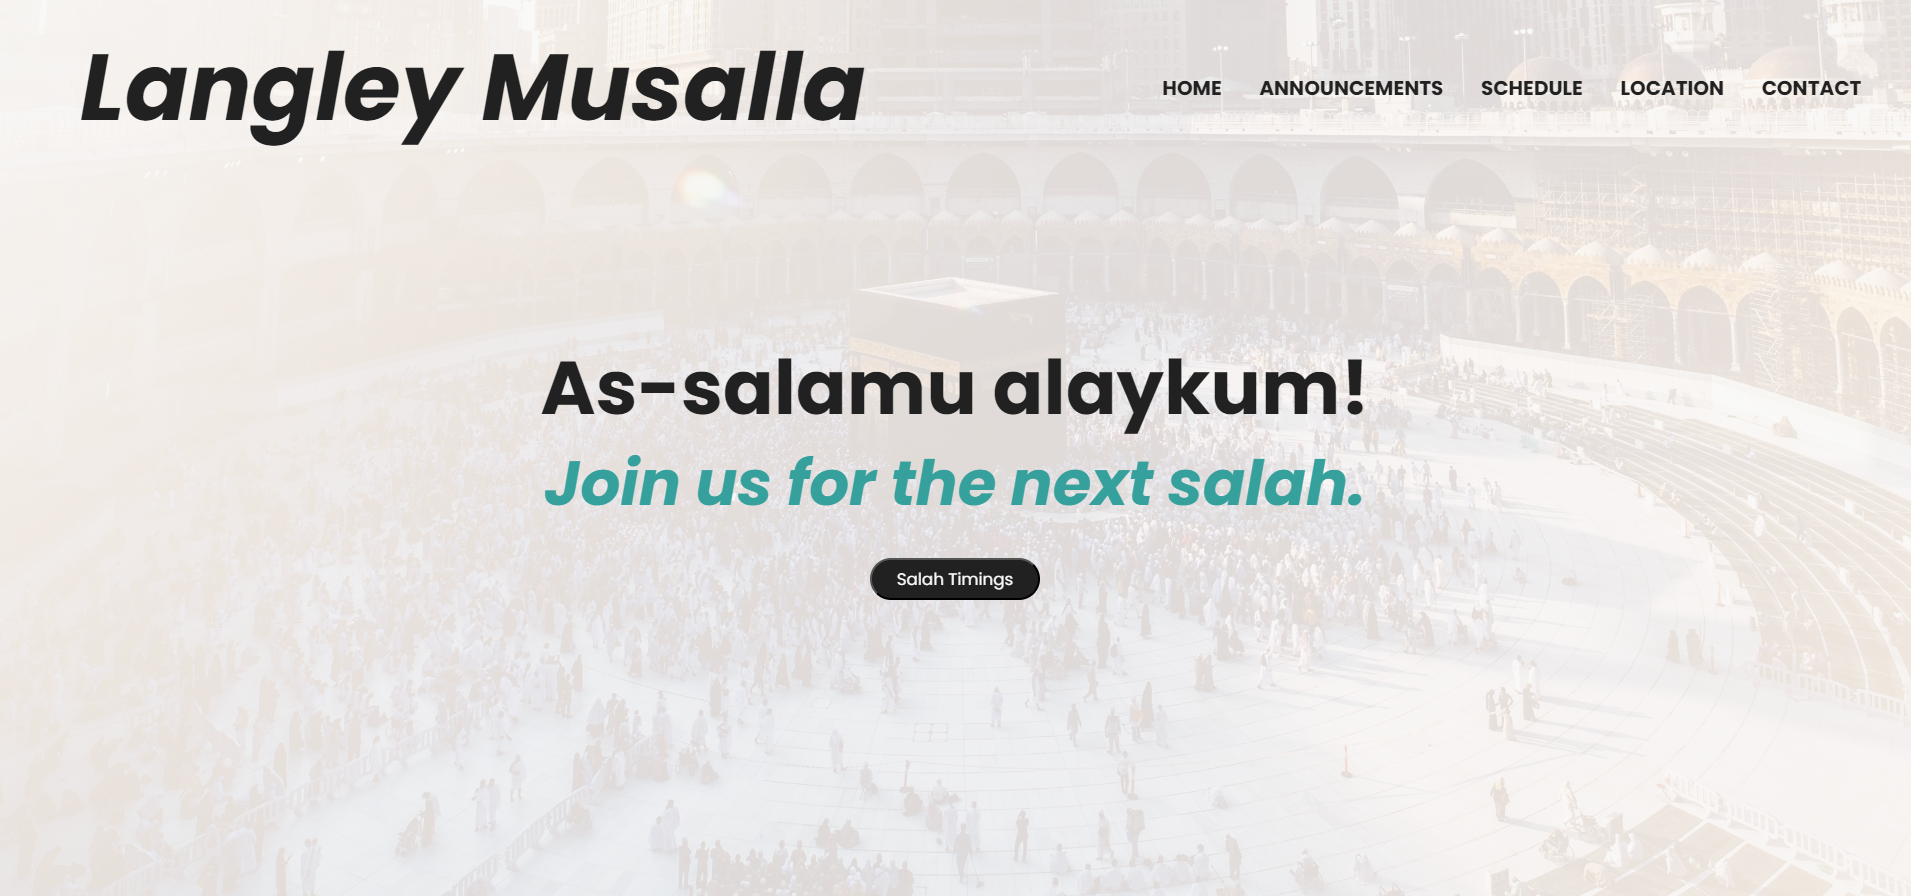 Langley Musalla
HOME ANNOUNCEMENTS SCHEDULE LOCATION CONTACT
As-salamu alaykum!
Join us for the next salah.
Salah Timings